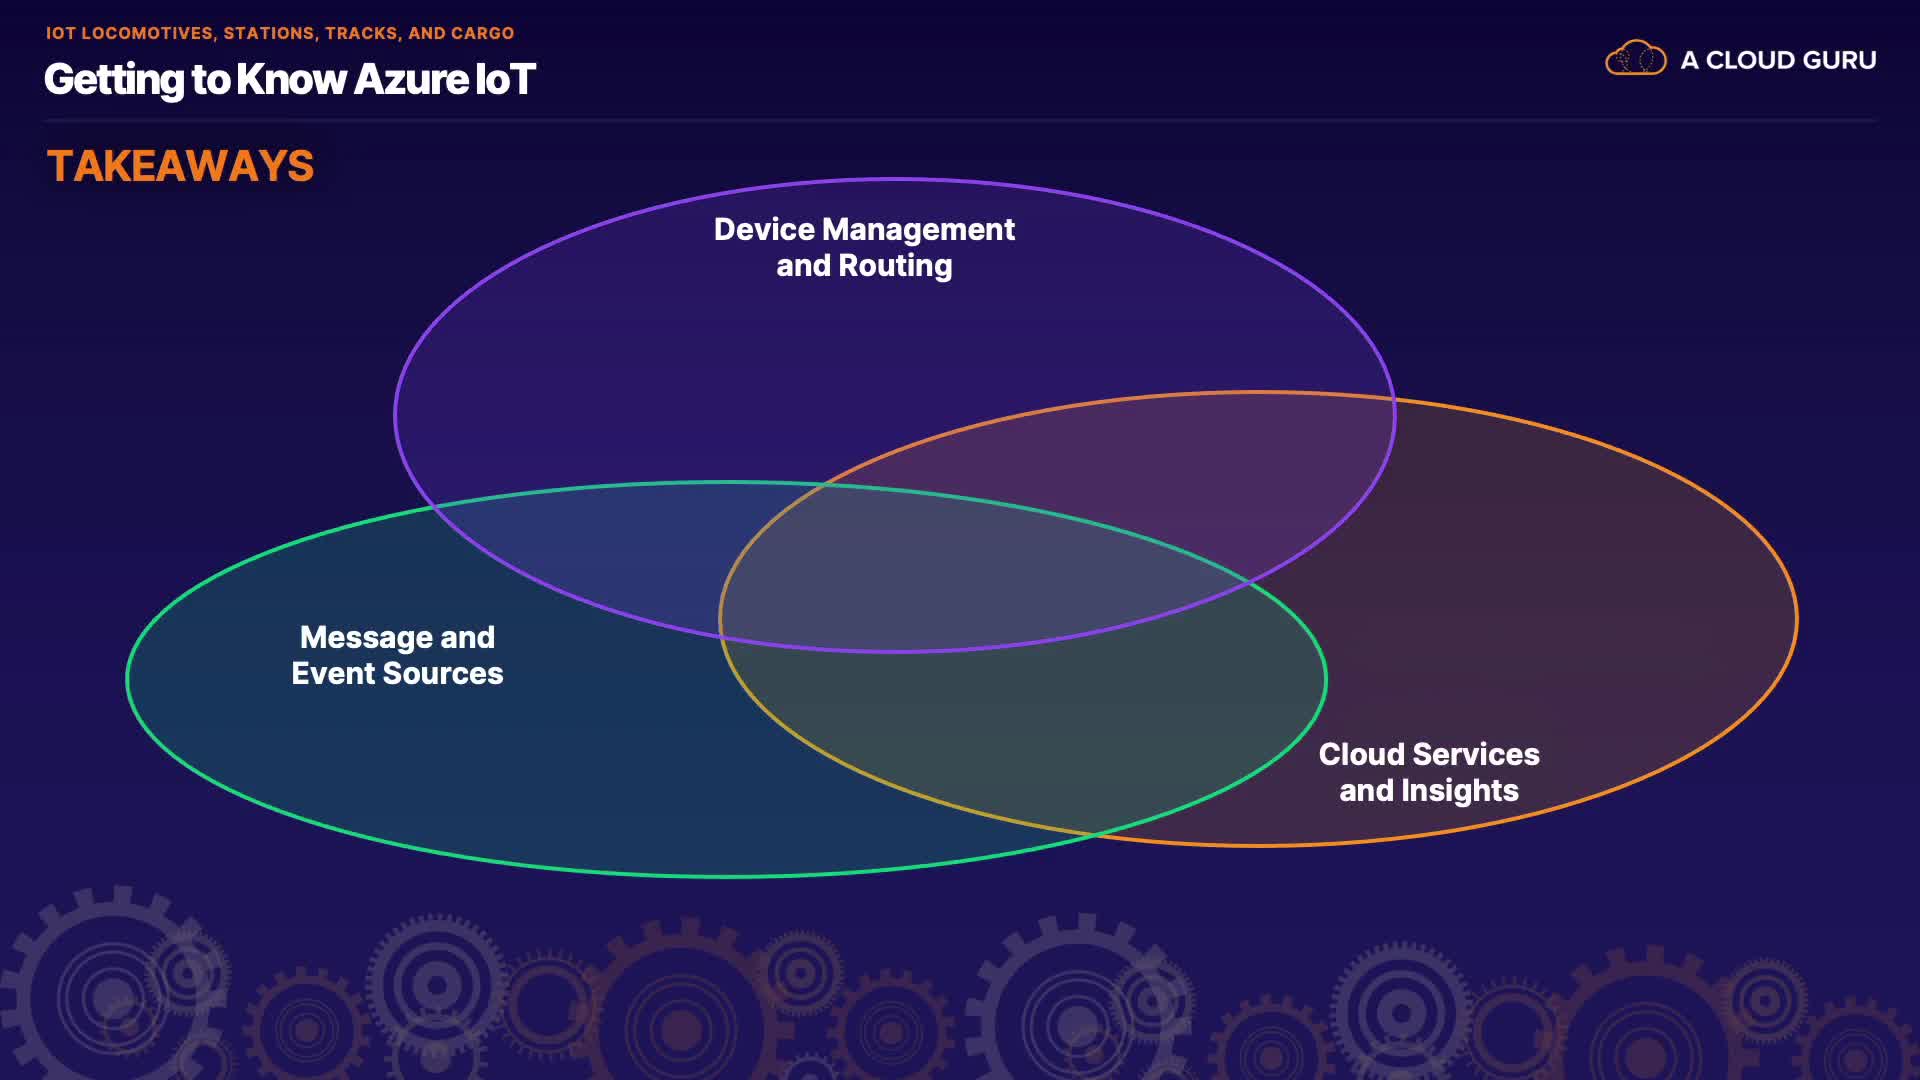 IOT LOCOMOTIVES, STATIONS, TRACKS, AND CARGO
Getting to Know Azure IoT
A CLOUD GURU
TAKEAWAYS
Device Management
and Routing
Message and
Event Sources
Cloud Services
and Insights